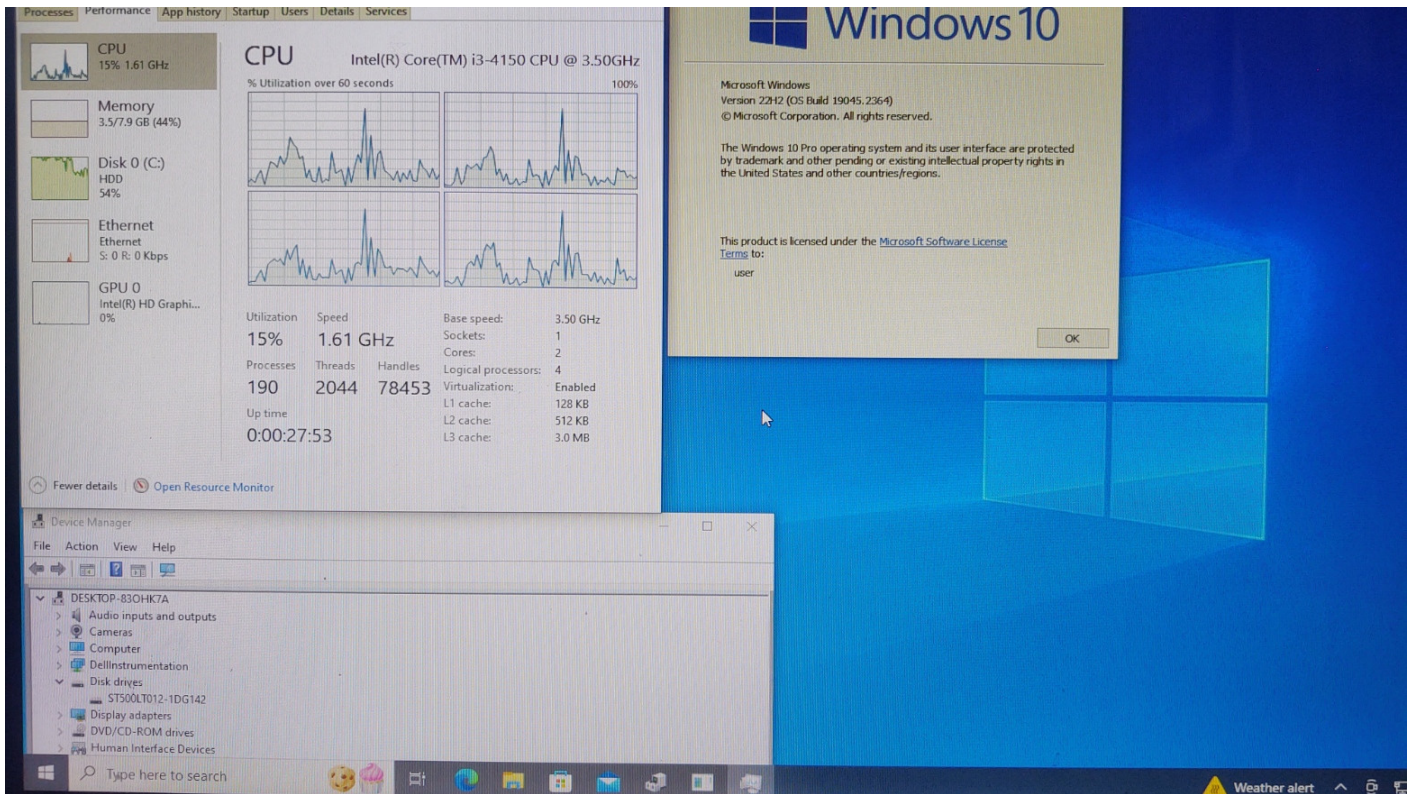 Processes Performance App history Startup Users Details Services
CPU
15% 1.61 GHz
Memory
3.5/7.9 GB (44%)
Disk 0 (C:)
HDD
54%
Ethernet
Ethernet
S: 0 R: 0 Kbps
GPU 0
Intel(R) HD Graphi...
0%
CPU Intel(R) Core(TM) i3-4150 CPU @ 3.50GHz
% Utilization over 60 seconds 100%
Utilization Speed
15% 1.61 GHz
Processes Threads Handles
190 2044 78453
Up time
0:00:27:53
Base speed: 3.50 GHz
Sockets: 1
Cores: 2
Logical processors: 4
Virtualization: Enabled
L1 cache: 128 KB
L2 cache: 512 KB
L3 cache: 3.0 MB
Fewer details Open Resource Monitor
Windows 10
Microsoft Windows
Version 22H2 (OS Build 19045.2364)
© Microsoft Corporation. All rights reserved.
The Windows 10 Pro operating system and its user interface are protected
by trademark and other pending or existing intellectual property rights in
the United States and other countries/regions.
This product is licensed under the Microsoft Software License
Terms to:
user
OK
Device Manager
File Action View Help
DESKTOP-83OHK7A
Audio inputs and outputs
Cameras
Computer
DellInstrumentation
Disk drives
ST500LT012-1DG142
Display adapters
DVD/CD-ROM drives
Human Interface Devices
Type here to search
Weather alert